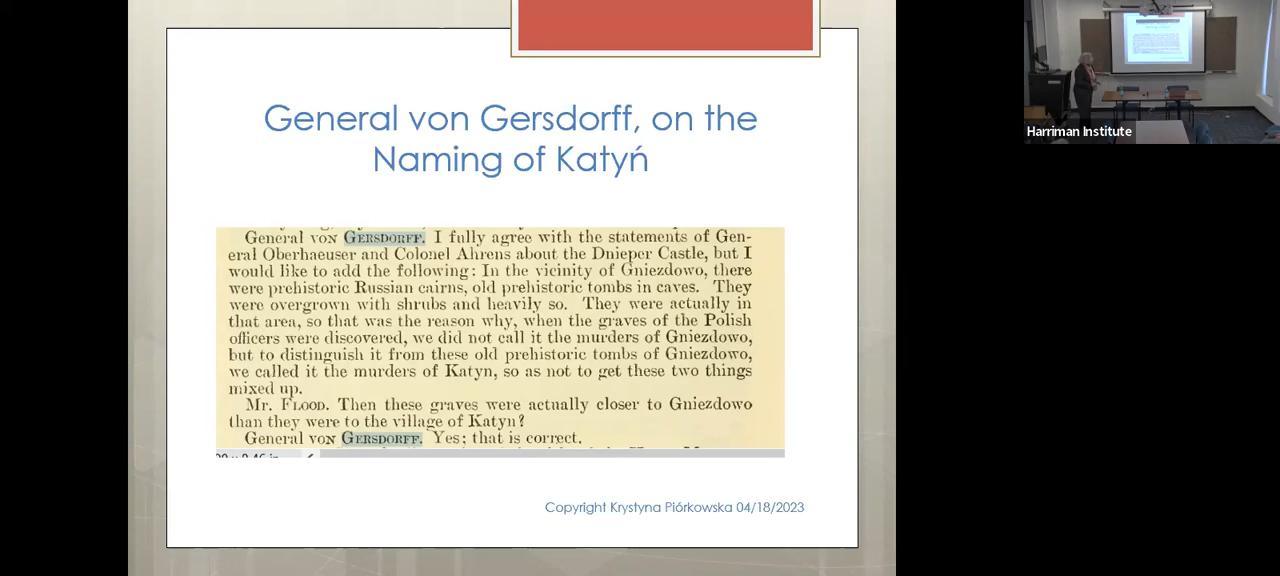 General von Gersdorff, on the
Naming of Katyń
General von GERSDORFF. I fully agree with the statements of Gen-
eral Oberhaeuser and Colonel Ahrens about the Dnieper Castle, but I
would like to add the following: In the vicinity of Gniezdowo, there
were prehistoric Russian cairns, old prehistoric tombs in caves. They
were overgrown with shrubs and heavily so. They were actually in
that area, so that was the reason why, when the graves of the Polish
officers were discovered, we did not call it the murders of Gniezdowo,
but to distinguish it from these old prehistoric tombs of Gniezdowo,
we called it the murders of Katyn, so as not to get these two things
mixed up.
Mr. FLOOD. Then these graves were actually closer to Gniezdowo
than they were to the village of Katyn?
General von GERSDORFF. Yes; that is correct.
Copyright Krystyna Piórkowska 04/18/2023
Harriman Institute